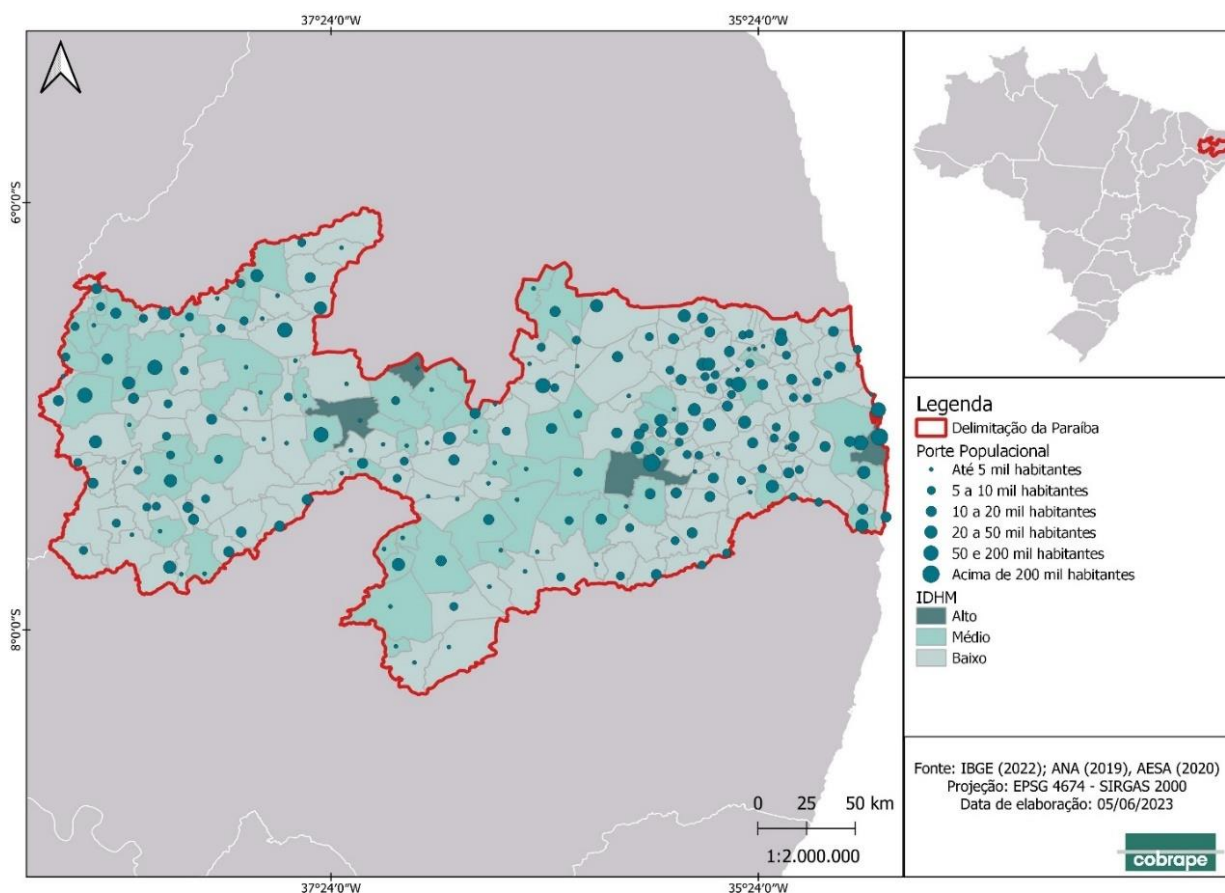 37°24'0"W
35°24'0"W
6°0'0"S
8°0'0"S
0 25 50 km
1:2.000.000
37°24'0"W
35°24'0"W
Legenda
Delimitação da Paraíba
Porte Populacional
Até 5 mil habitantes
5 a 10 mil habitantes
10 a 20 mil habitantes
20 a 50 mil habitantes
50 e 200 mil habitantes
Acima de 200 mil habitantes
IDHM
Alto
Médio
Baixo
Fonte: IBGE (2022); ANA (2019), AESA (2020)
Projeção: EPSG 4674 - SIRGAS 2000
Data de elaboração: 05/06/2023
cobrape